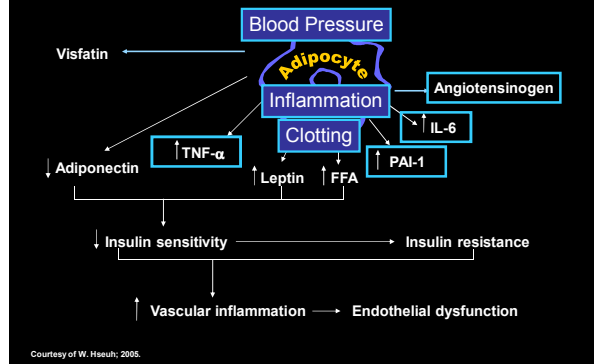 Blood Pressure
Visfatin
Adipocyte
Angiotensinogen
Inflammation
↑ IL-6
Clotting
↑ TNF-α
↑ PAI-1
↓ Adiponectin
↑ Leptin
↑ FFA
↓ Insulin sensitivity
Insulin resistance
↑ Vascular inflammation
Endothelial dysfunction
Courtesy of W. Hseuh; 2005.